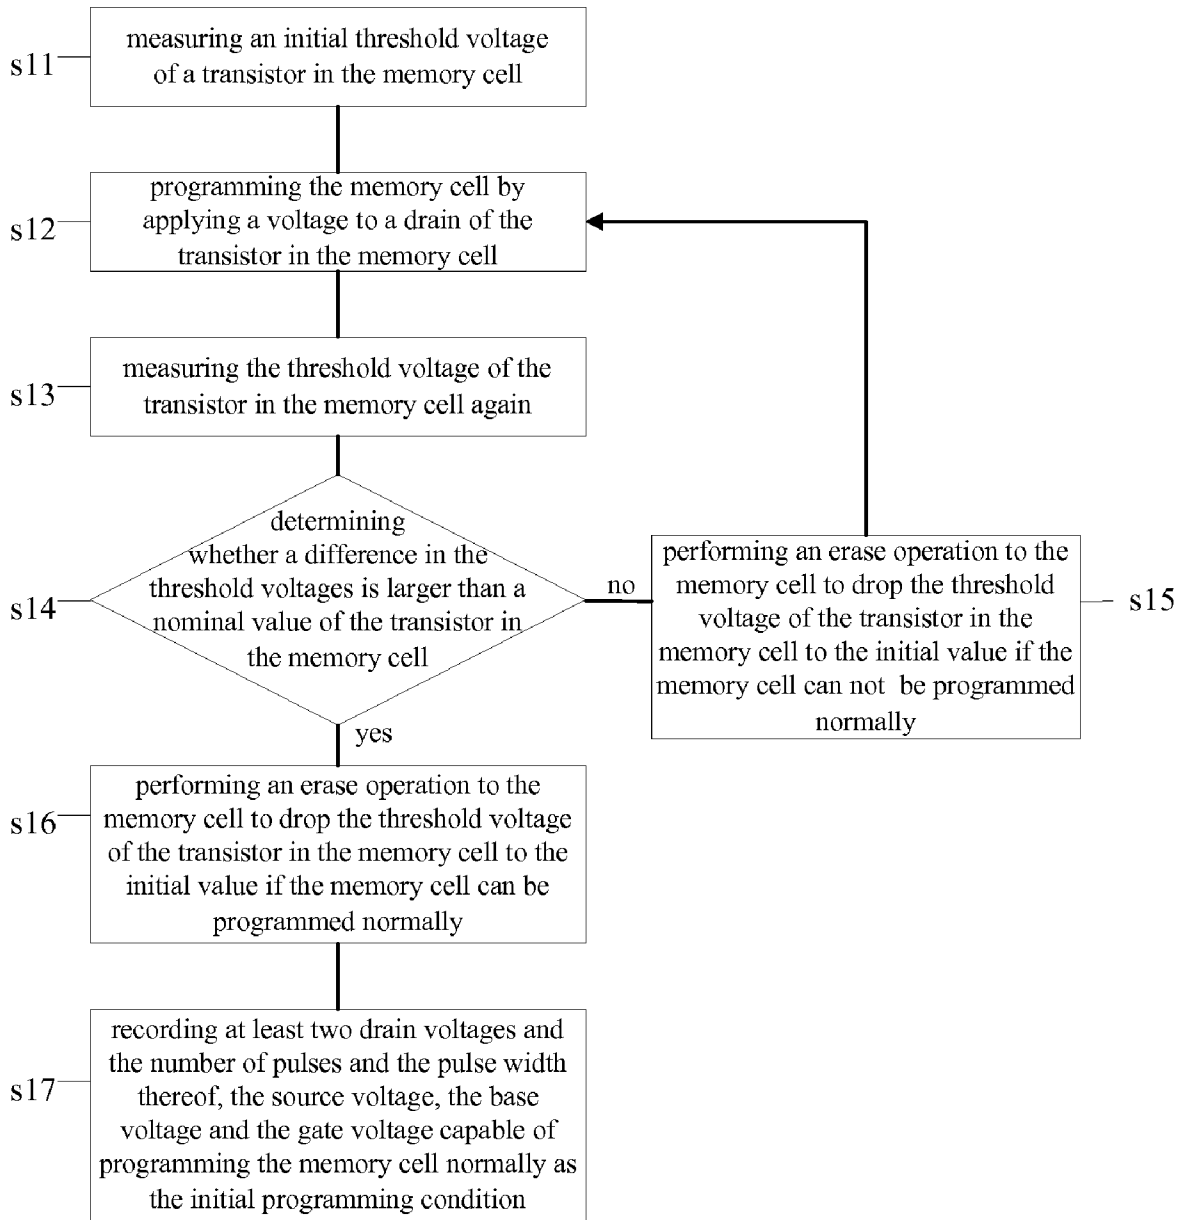 measuring an initial threshold voltage
of a transistor in the memory cell
s11
programming the memory cell by
applying a voltage to a drain of the
transistor in the memory cell
s12
measuring the threshold voltage of the
transistor in the memory cell again
s13
determining
whether a difference in the
threshold voltages is larger than a
nominal value of the transistor in
the memory cell
s14
no
performing an erase operation to the
memory cell to drop the threshold
voltage of the transistor in the
memory cell to the initial value if the
memory cell can not be programmed
normally
s15
yes
performing an erase operation to the
memory cell to drop the threshold voltage
of the transistor in the memory cell to the
initial value if the memory cell can be
programmed normally
s16
recording at least two drain voltages and
the number of pulses and the pulse width
thereof, the source voltage, the base
voltage and the gate voltage capable of
programming the memory cell normally as
the initial programming condition
s17